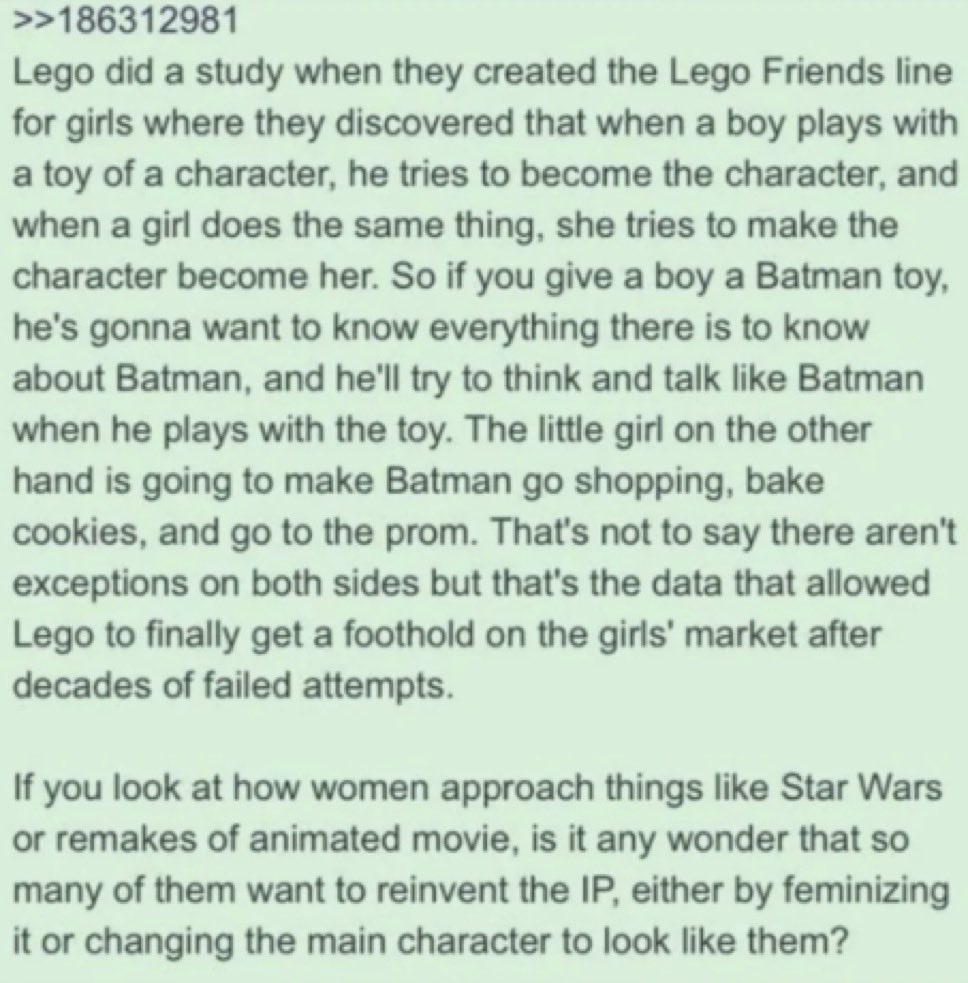 >>186312981
Lego did a study when they created the Lego Friends line
for girls where they discovered that when a boy plays with
a toy of a character, he tries to become the character, and
when a girl does the same thing, she tries to make the
character become her. So if you give a boy a Batman toy,
he's gonna want to know everything there is to know
about Batman, and he'll try to think and talk like Batman
when he plays with the toy. The little girl on the other
hand is going to make Batman go shopping, bake
cookies, and go to the prom. That's not to say there aren't
exceptions on both sides but that's the data that allowed
Lego to finally get a foothold on the girls' market after
decades of failed attempts.
If you look at how women approach things like Star Wars
or remakes of animated movie, is it any wonder that so
many of them want to reinvent the IP, either by feminizing
it or changing the main character to look like them?